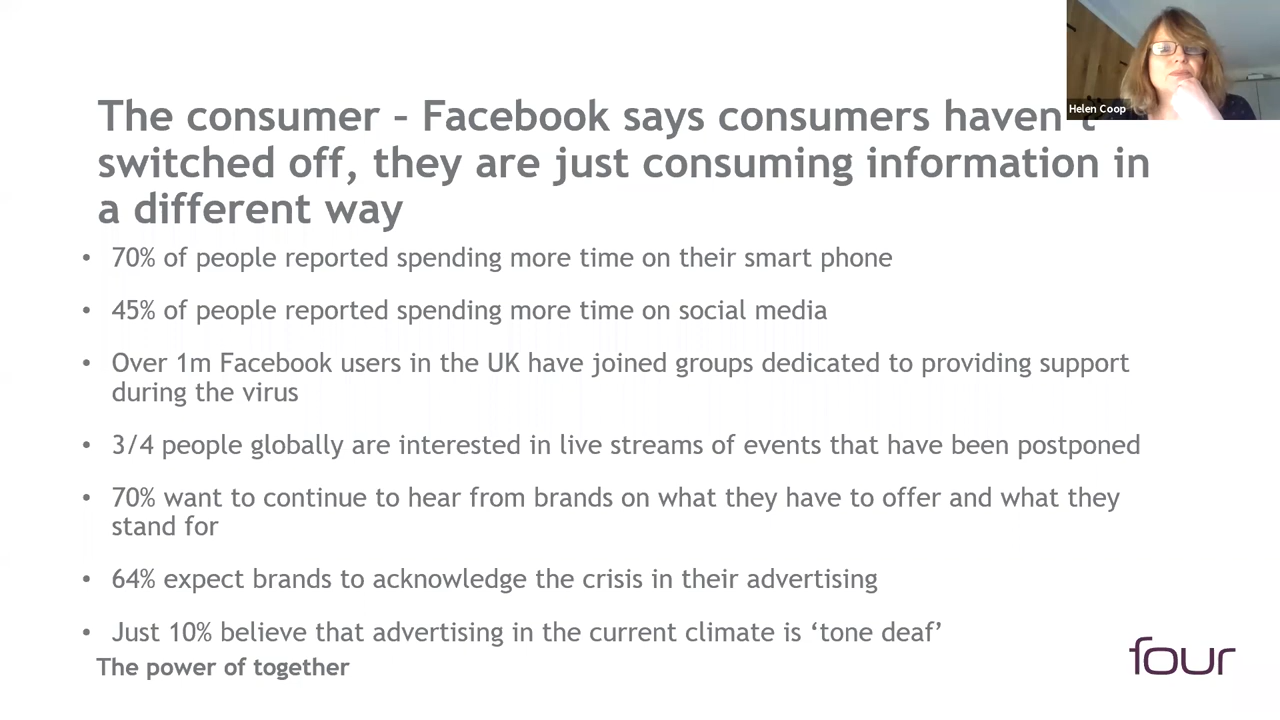 Helen Coop
The consumer – Facebook says consumers haven't
switched off, they are just consuming information in
a different way
• 70% of people reported spending more time on their smart phone
• 45% of people reported spending more time on social media
• Over 1m Facebook users in the UK have joined groups dedicated to providing support
during the virus
• 3/4 people globally are interested in live streams of events that have been postponed
• 70% want to continue to hear from brands on what they have to offer and what they
stand for
• 64% expect brands to acknowledge the crisis in their advertising
• Just 10% believe that advertising in the current climate is ‘tone deaf’
The power of together
four